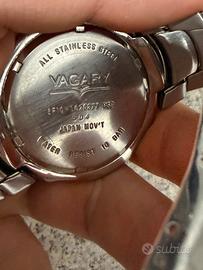 ALL STAINLESS STEEL
VAGARY
JAPAN MOV'T
WATER RESIST 10 BAR
subito